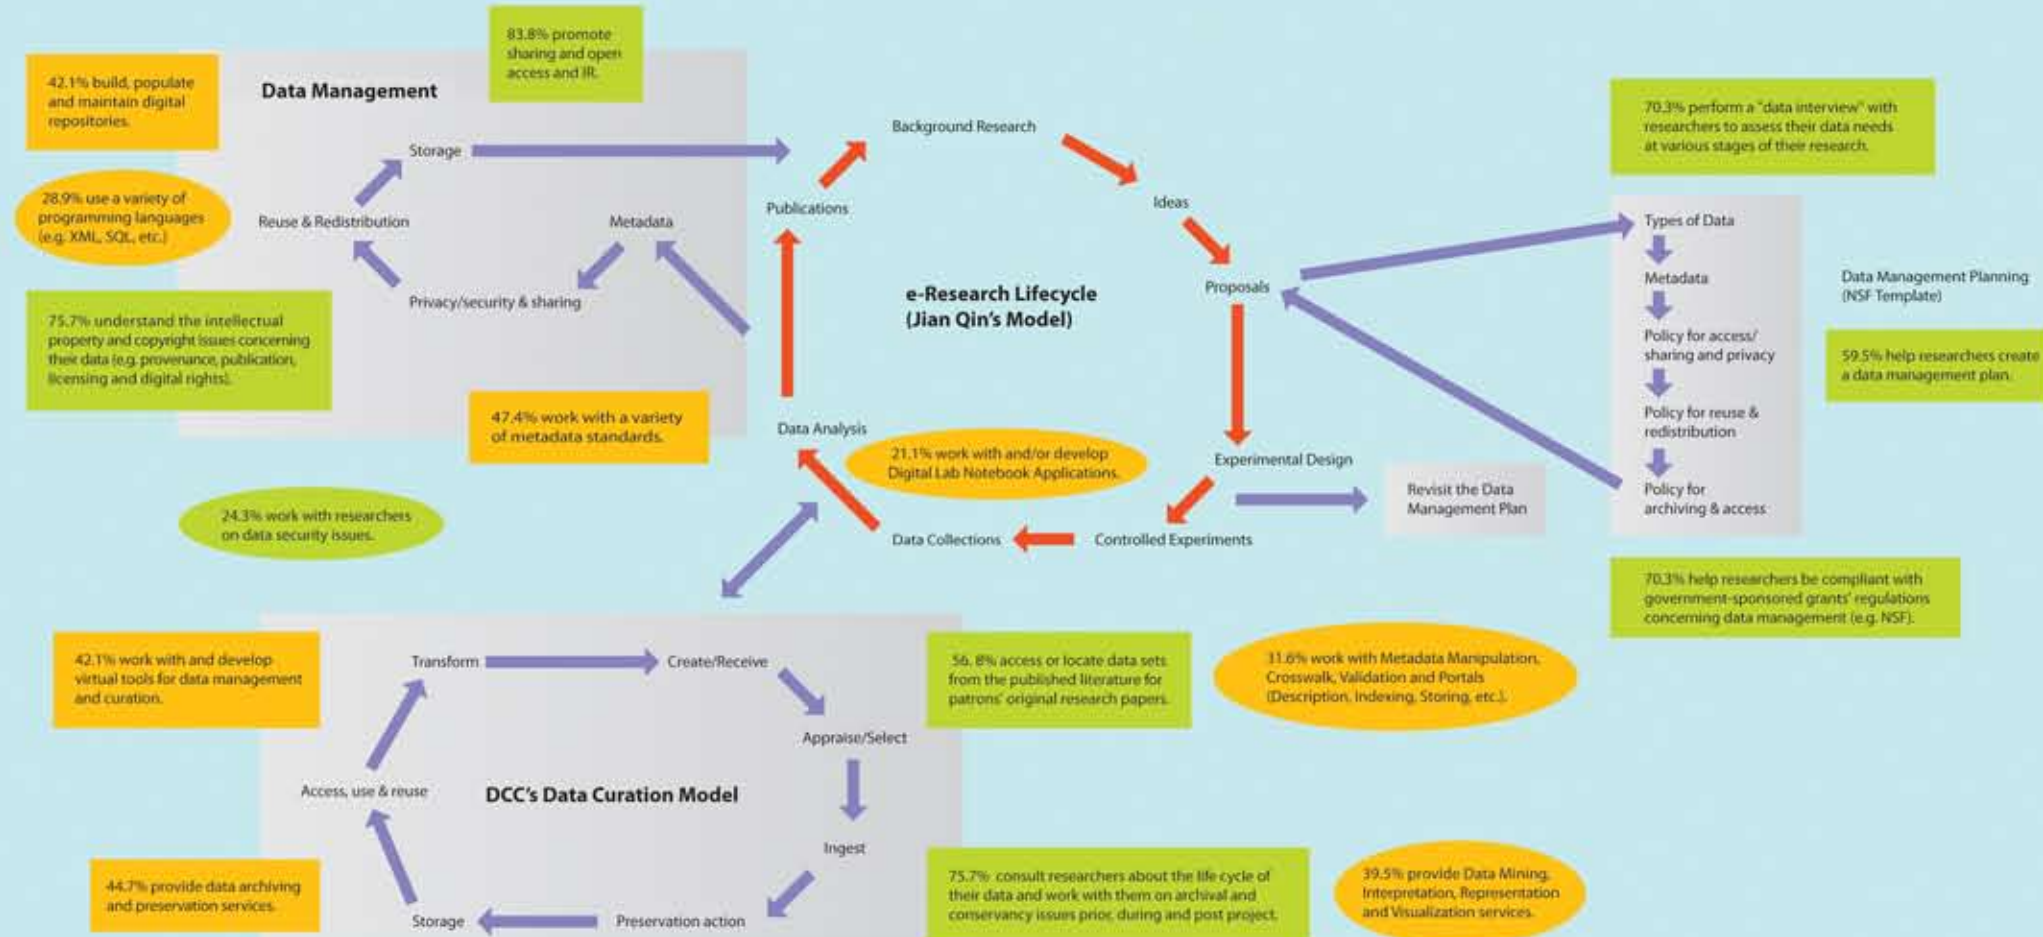 83.8% promote
sharing and open
access and IR.
42.1% build, populate
and maintain digital
repositories.
Data Management
Storage
28.9% use a variety of
programming languages
(e.g. XML, SQL, etc.)
Reuse & Redistribution
Metadata
Privacy/security & sharing
75.7% understand the intellectual
property and copyright issues concerning
their data (e.g. provenance, publication,
licensing and digital rights).
47.4% work with a variety
of metadata standards.
24.3% work with researchers
on data security issues.
Background Research
Publications
Ideas
e-Research Lifecycle
(Jian Qin's Model)
Proposals
Data Analysis
21.1% work with and/or develop
Digital Lab Notebook Applications.
Experimental Design
Data Collections
Controlled Experiments
Revisit the Data
Management Plan
70.3% perform a "data interview" with
researchers to assess their data needs
at various stages of their research.
Types of Data
Metadata
Policy for access/
sharing and privacy
Policy for reuse &
redistribution
Policy for
archiving & access
Data Management Planning
(NSF Template)
59.5% help researchers create
a data management plan.
70.3% help researchers be compliant with
government-sponsored grants' regulations
concerning data management (e.g. NSF).
42.1% work with and develop
virtual tools for data management
and curation.
Transform
Create/Receive
Appraise/Select
Access, use & reuse
DCC's Data Curation Model
Ingest
44.7% provide data archiving
and preservation services.
Storage
Preservation action
56. 8% access or locate data sets
from the published literature for
patrons' original research papers.
31.6% work with Metadata Manipulation,
Crosswalk, Validation and Portals
(Description, Indexing, Storing, etc.).
75.7% consult researchers about the life cycle of
their data and work with them on archival and
conservancy issues prior, during and post project.
39.5% provide Data Mining,
Interpretation, Representation
and Visualization services.